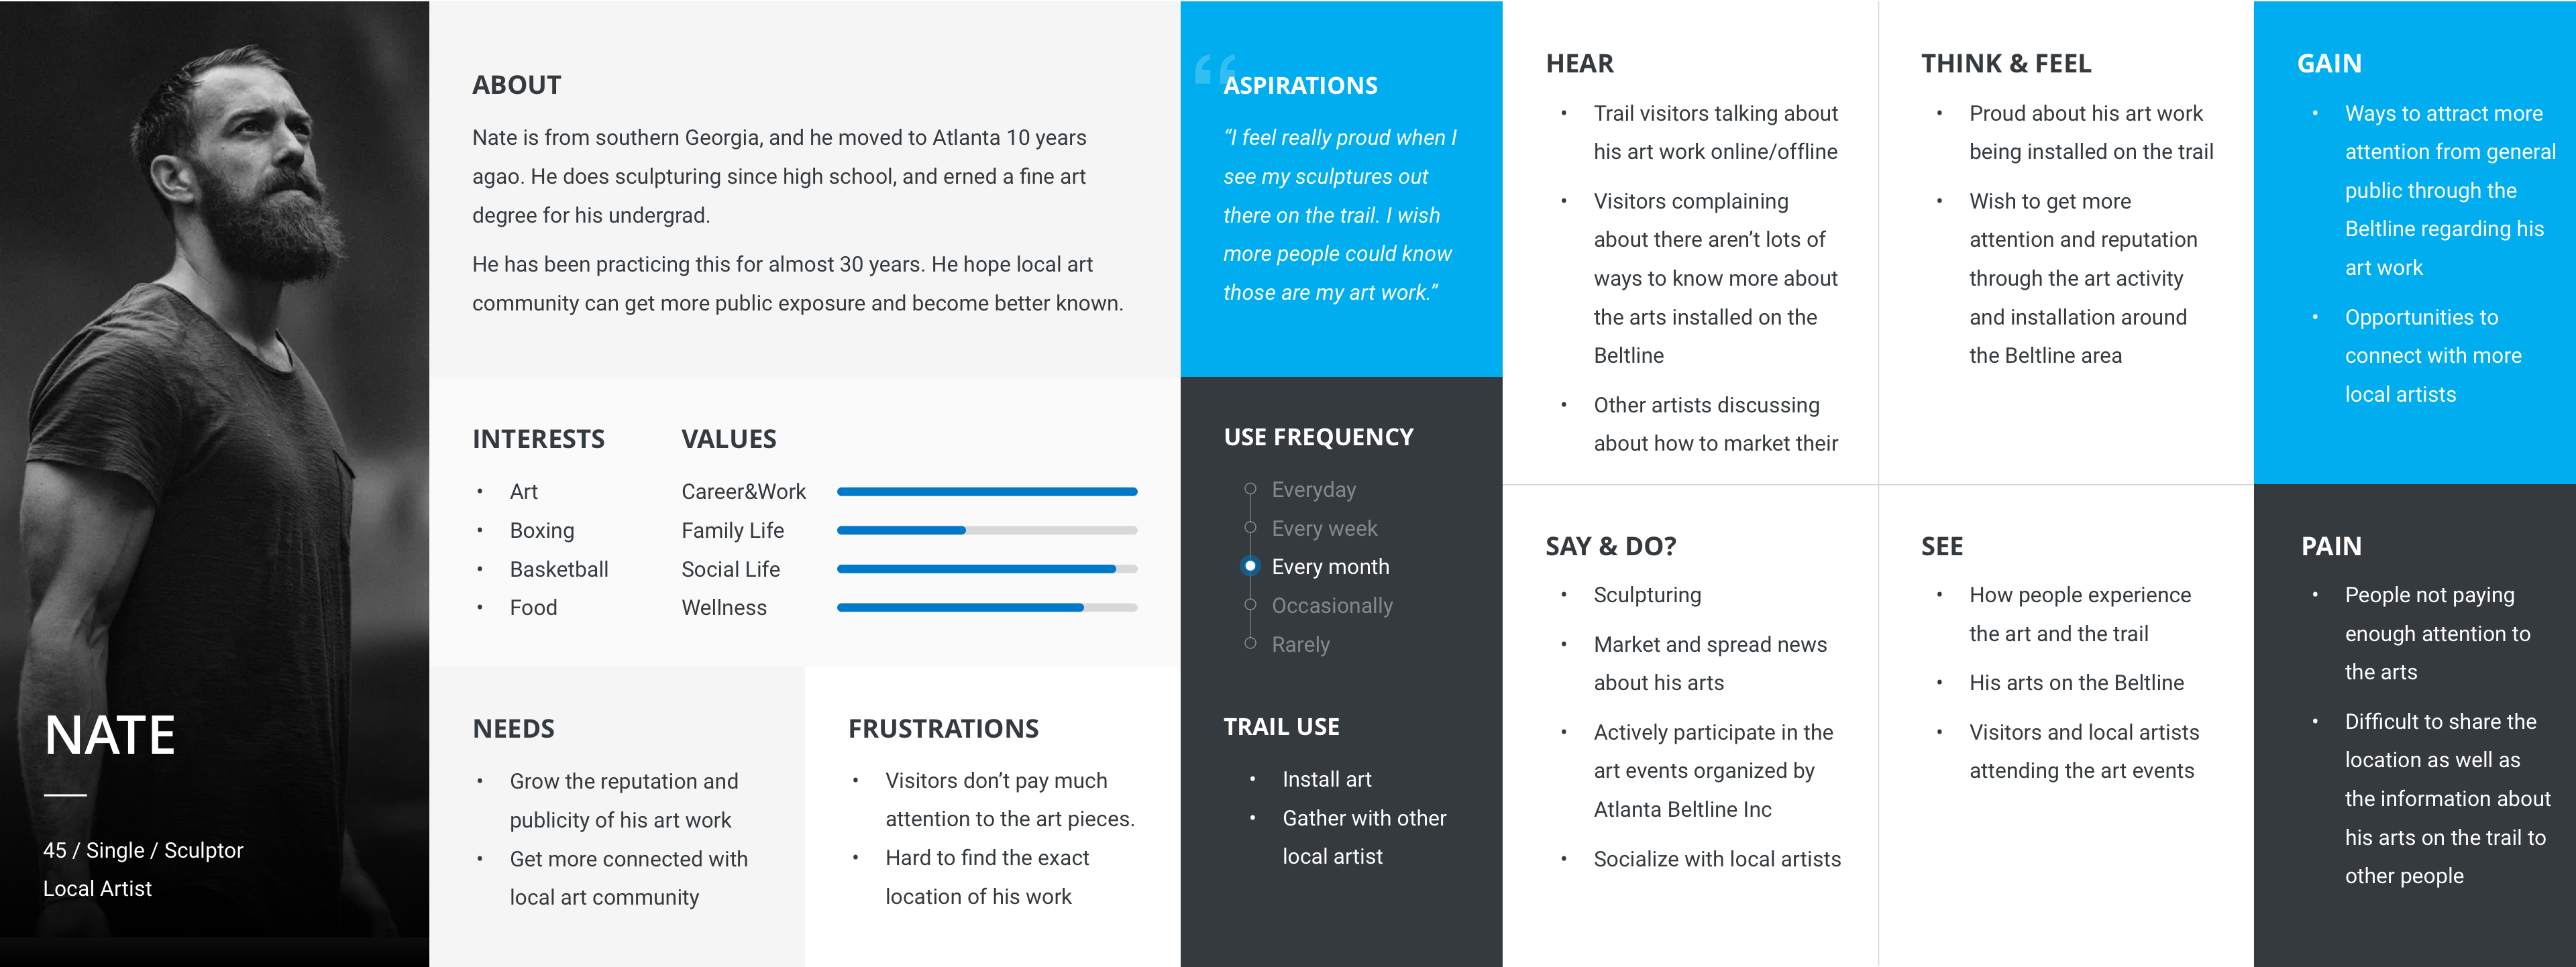 NATE
45 / Single / Sculptor
Local Artist
ABOUT
Nate is from southern Georgia, and he moved to Atlanta 10 years
agao. He does sculpturing since high school, and erned a fine art
degree for his undergrad.
He has been practicing this for almost 30 years. He hope local art
community can get more public exposure and become better known.
INTERESTS
• Art
• Boxing
• Basketball
• Food
VALUES
Career&Work
Family Life
Social Life
Wellness
NEEDS
• Grow the reputation and
publicity of his art work
• Get more connected with
local art community
FRUSTRATIONS
• Visitors don’t pay much
attention to the art pieces.
• Hard to find the exact
location of his work
“
ASPIRATIONS
“I feel really proud when I
see my sculptures out
there on the trail. I wish
more people could know
those are my art work.”
USE FREQUENCY
Everyday
Every week
Every month
Occasionally
Rarely
TRAIL USE
• Install art
• Gather with other
local artist
HEAR
• Trail visitors talking about
his art work online/offline
• Visitors complaining
about there aren’t lots of
ways to know more about
the arts installed on the
Beltline
• Other artists discussing
about how to market their
THINK & FEEL
• Proud about his art work
being installed on the trail
• Wish to get more
attention and reputation
through the art activity
and installation around
the Beltline area
GAIN
• Ways to attract more
attention from general
public through the
Beltline regarding his
art work
• Opportunities to
connect with more
local artists
SAY & DO?
• Sculpturing
• Market and spread news
about his arts
• Actively participate in the
art events organized by
Atlanta Beltline Inc
• Socialize with local artists
SEE
• How people experience
the art and the trail
• His arts on the Beltline
• Visitors and local artists
attending the art events
PAIN
• People not paying
enough attention to
the arts
• Difficult to share the
location as well as
the information about
his arts on the trail to
other people